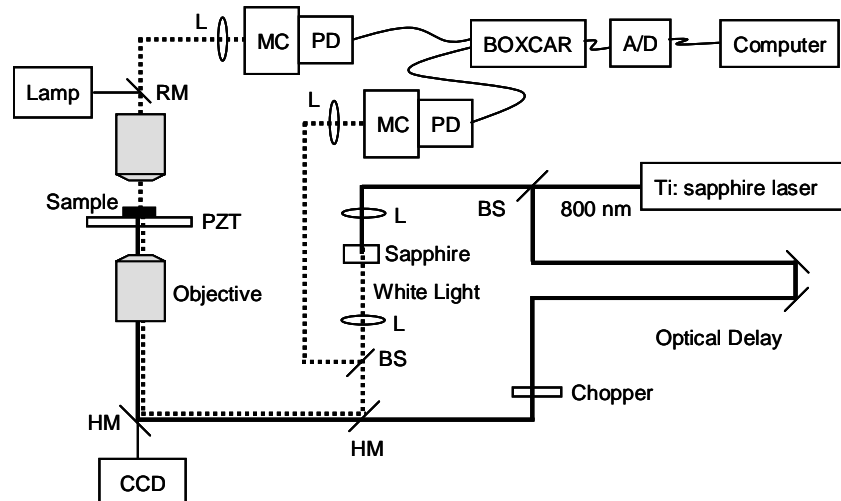 L
MC
PD
BOXCAR
A/D
Computer
Lamp
RM
L
MC
PD
Sample
PZT
BS
800 nm
Ti: sapphire laser
L
Sapphire
Objective
White Light
L
Optical Delay
BS
Chopper
HM
HM
CCD